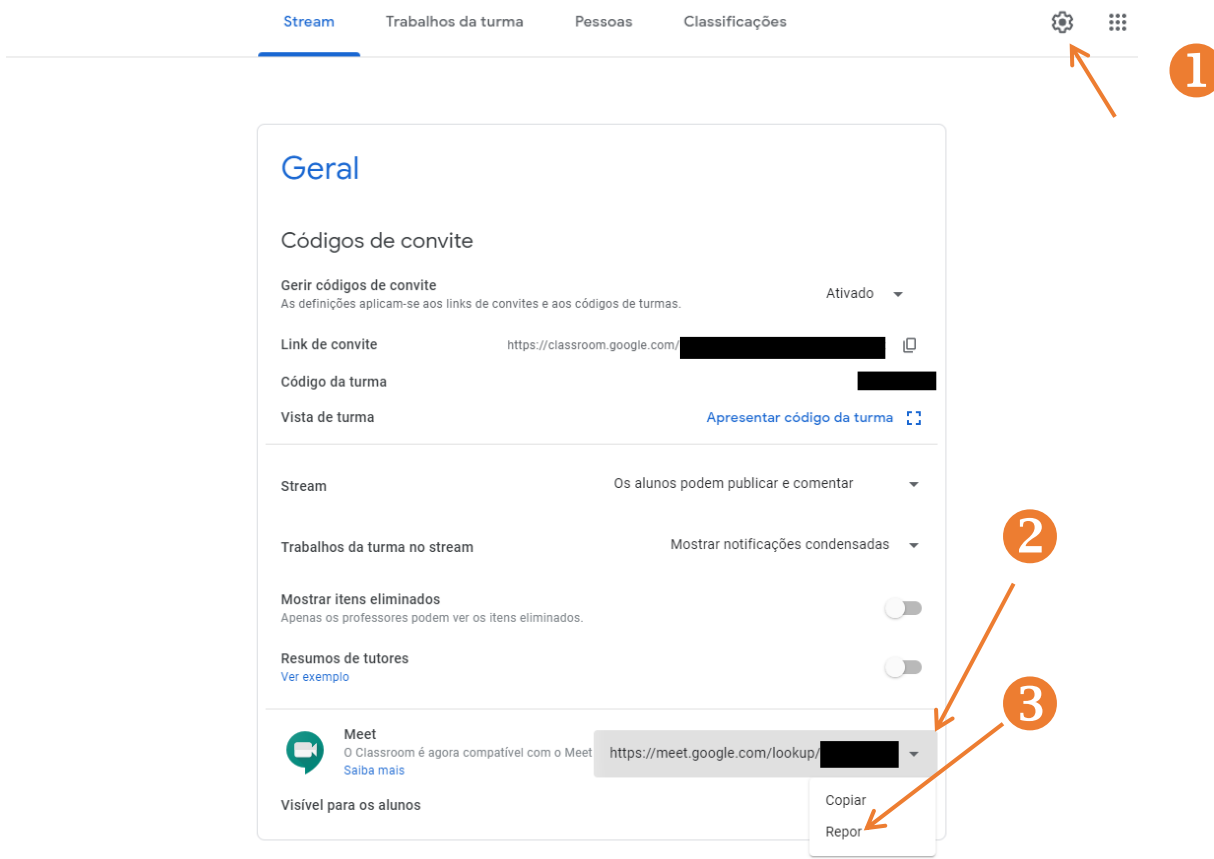 Stream Trabalhos da turma Pessoas Classificações
1
Geral
Códigos de convite
Gerir códigos de convite
As definições aplicam-se aos links de convites e aos códigos de turmas.
Ativado
Link de convite https://classroom.google.com/
Código da turma
Vista de turma Apresentar código da turma
Stream Os alunos podem publicar e comentar
Trabalhos da turma no stream Mostrar notificações condensadas
2
Mostrar itens eliminados
Apenas os professores podem ver os itens eliminados.
Resumos de tutores
Ver exemplo
3
Meet
O Classroom é agora compatível com o Meet
Saiba mais
https://meet.google.com/lookup/
Copiar
Visível para os alunos
Repor